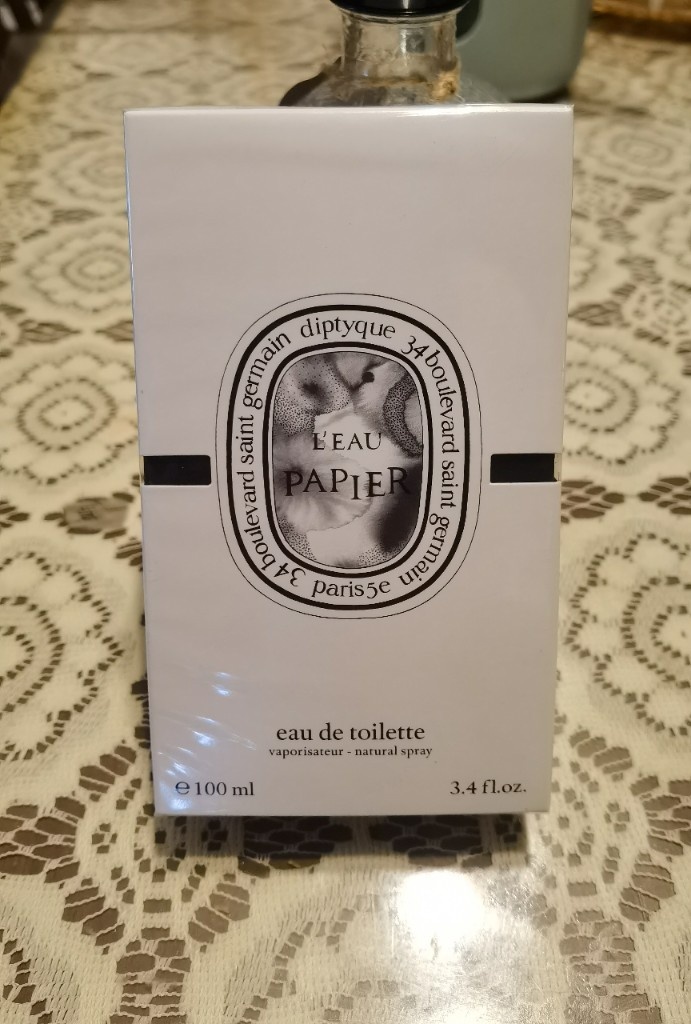 diptyque 34 boulevard saint germain paris5e 34 boulevard saint germain
L'EAU
PAPIER
eau de toilette
vaporisateur - natural spray
℮100 ml
3.4 fl.oz.